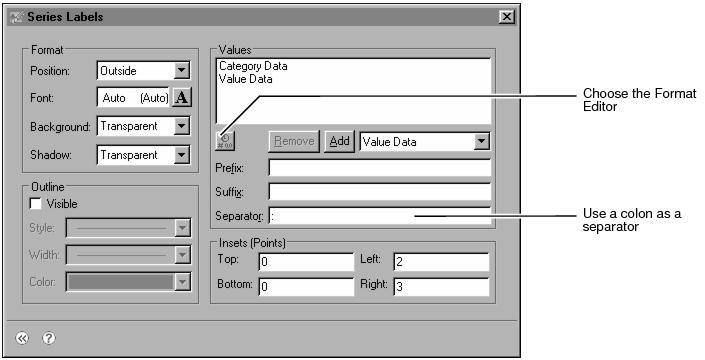 Series Labels
Format
Position: Outside
Font: Auto (Auto) A
Background: Transparent
Shadow: Transparent
Outline
Visible
Style:
Width:
Color:
Values
Category Data
Value Data
Remove Add Value Data
Prefix:
Suffix:
Separator: :
Insets (Points)
Top: 0 Left: 2
Bottom: 0 Right: 3
Choose the Format
Editor
Use a colon as a
separator